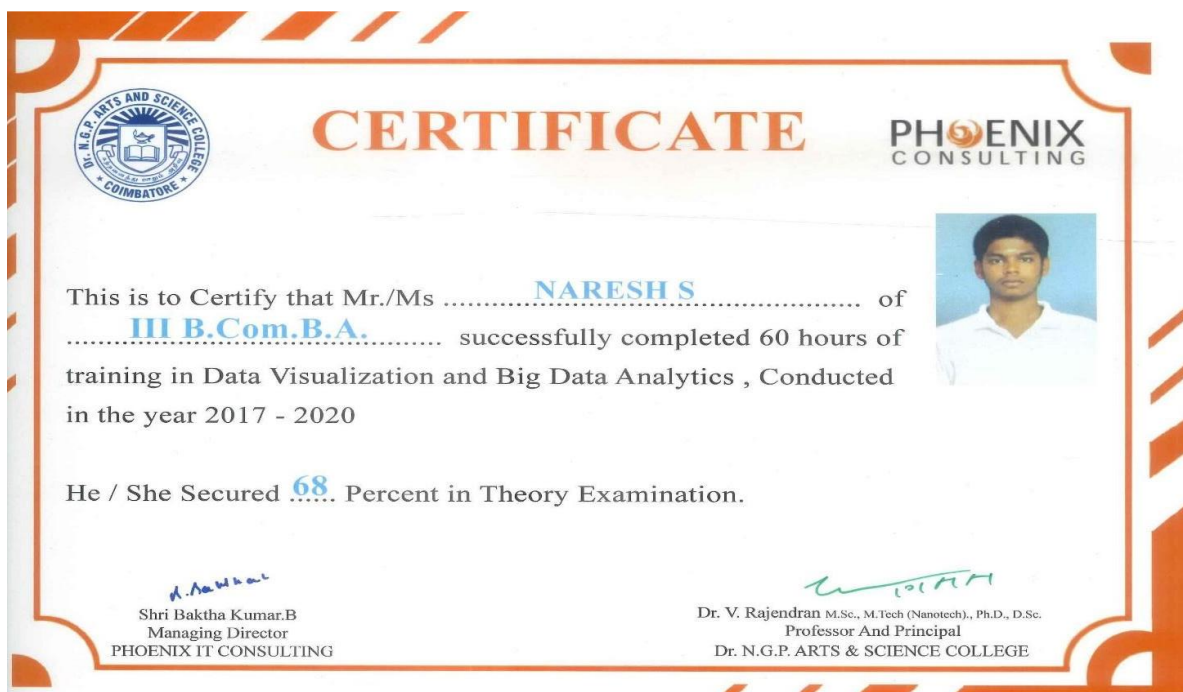 Dr. N.G.P. ARTS AND SCIENCE COLLEGE
* COIMBATORE *
CERTIFICATE
PHOENIX
CONSULTING
This is to Certify that Mr./Ms ..........NARESH S.................. of
.......III B.Com.B.A.......... successfully completed 60 hours of
training in Data Visualization and Big Data Analytics , Conducted
in the year 2017 - 2020
He / She Secured ..68.. Percent in Theory Examination.
Shri Baktha Kumar.B
Managing Director
PHOENIX IT CONSULTING
Dr. V. Rajendran M.Sc., M.Tech (Nanotech)., Ph.D., D.Sc.
Professor And Principal
Dr. N.G.P. ARTS & SCIENCE COLLEGE